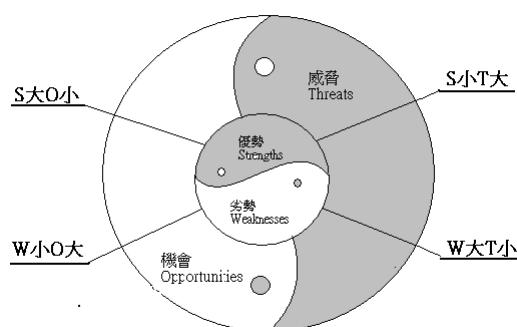 威脅
Threats
S大O小
S小T大
優勢
Strengths
劣勢
Weaknesses
W小O大
W大T小
機會
Opportunities